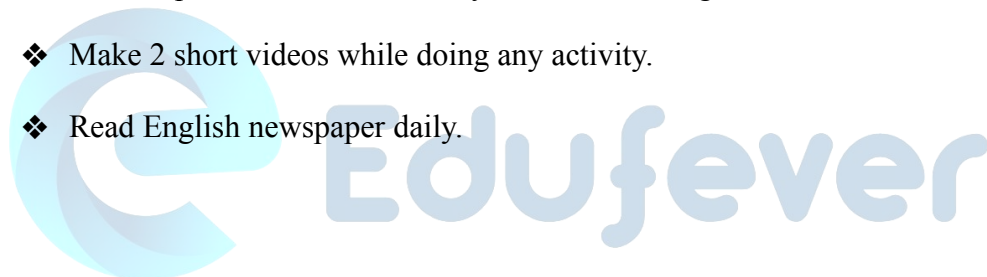 ❖ Make 2 short videos while doing any activity.
❖ Read English newspaper daily.
Edufever